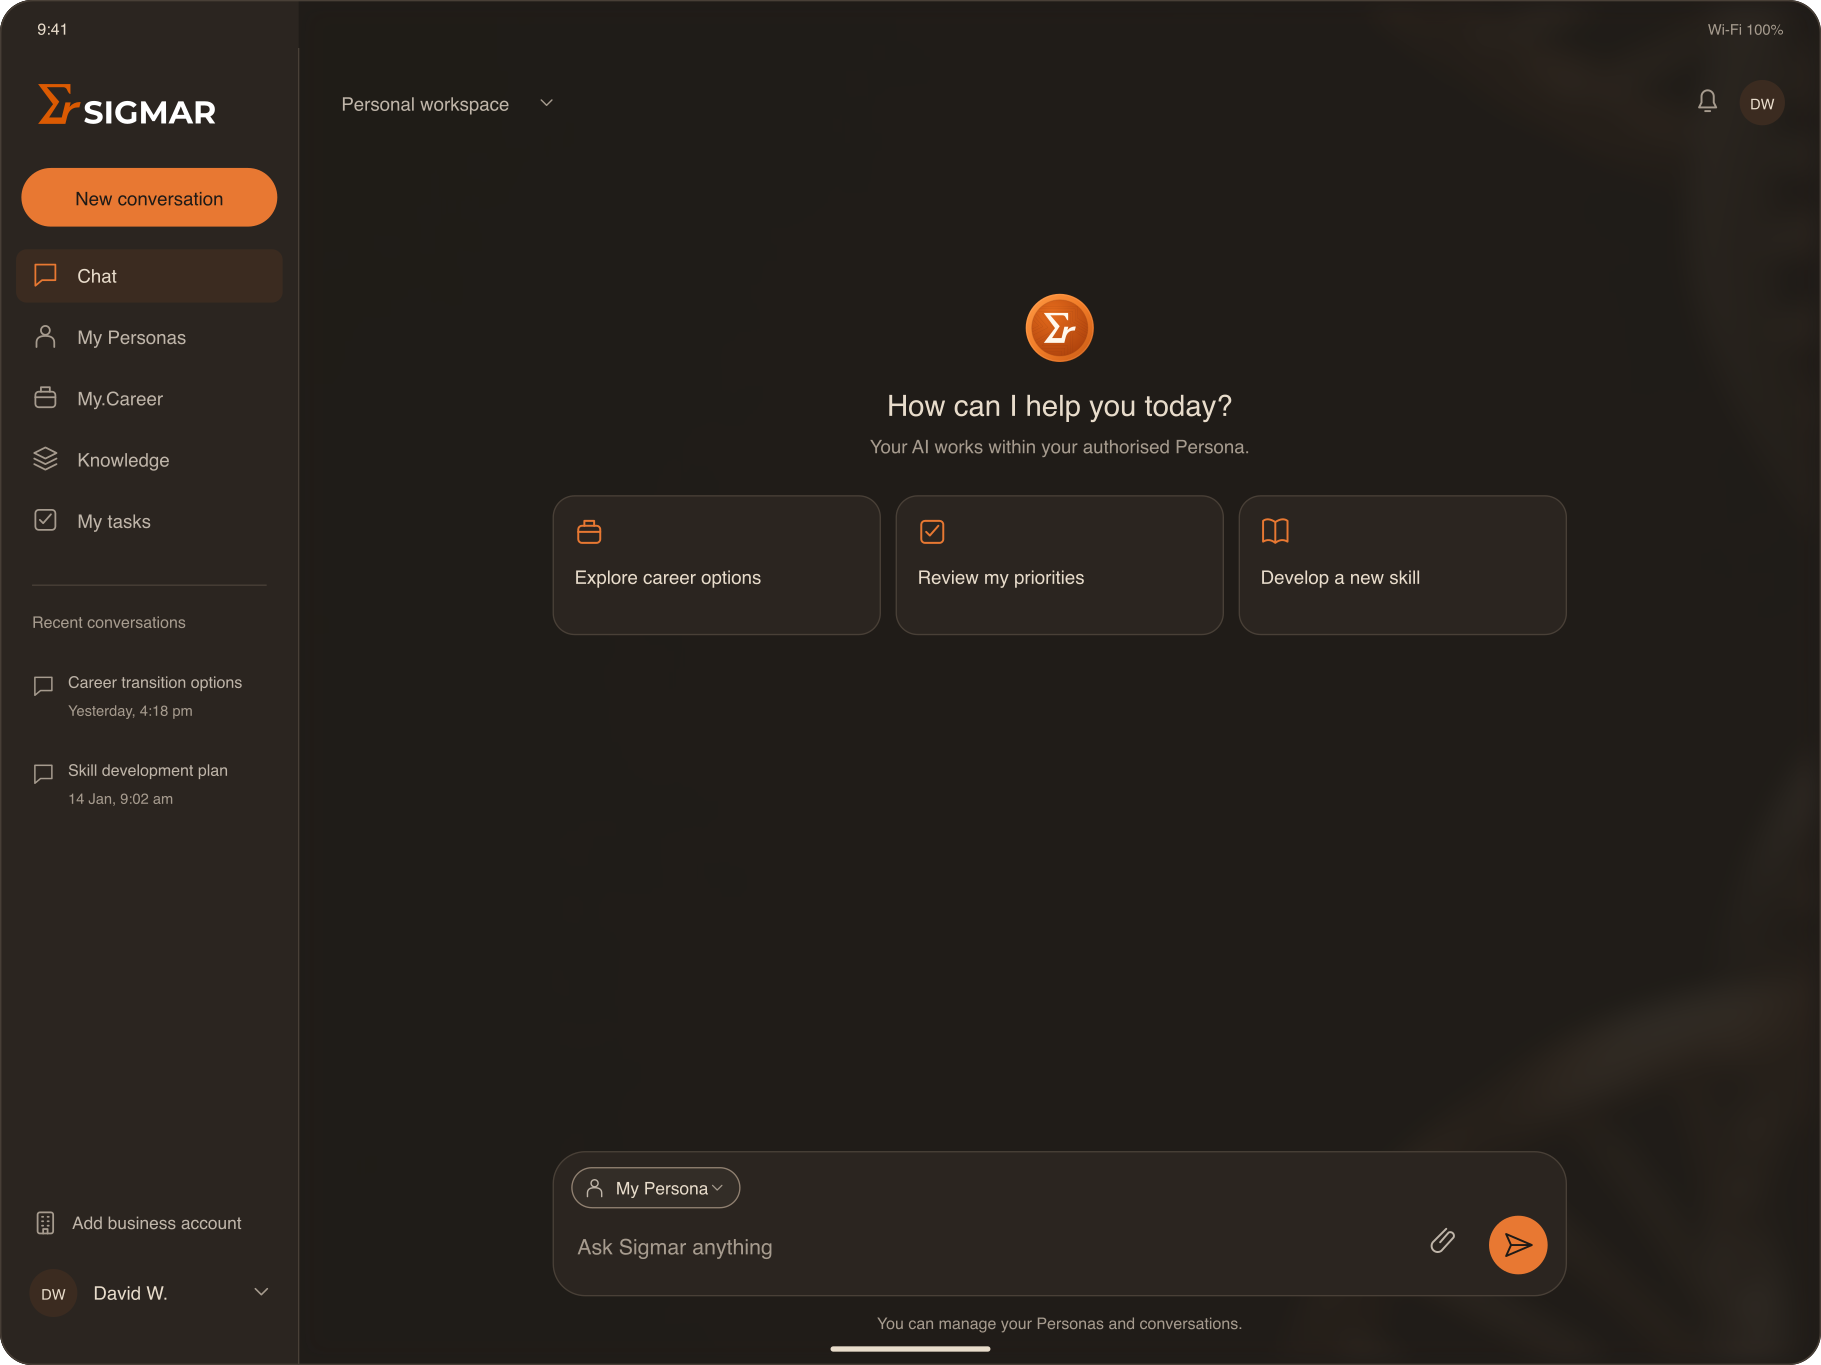 9:41
Wi-Fi 100%
Σr SIGMAR
Personal workspace
DW
New conversation
Chat
My Personas
My.Career
Knowledge
My tasks
Recent conversations
Career transition options
Yesterday, 4:18 pm
Skill development plan
14 Jan, 9:02 am
Add business account
DW David W.
Σr
How can I help you today?
Your AI works within your authorised Persona.
Explore career options
Review my priorities
Develop a new skill
My Persona
Ask Sigmar anything
You can manage your Personas and conversations.